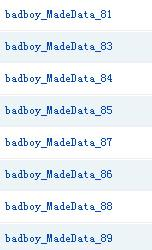 badboy_MadeData_81
badboy_MadeData_83
badboy_MadeData_84
badboy_MadeData_85
badboy_MadeData_87
badboy_MadeData_86
badboy_MadeData_88
badboy_MadeData_89